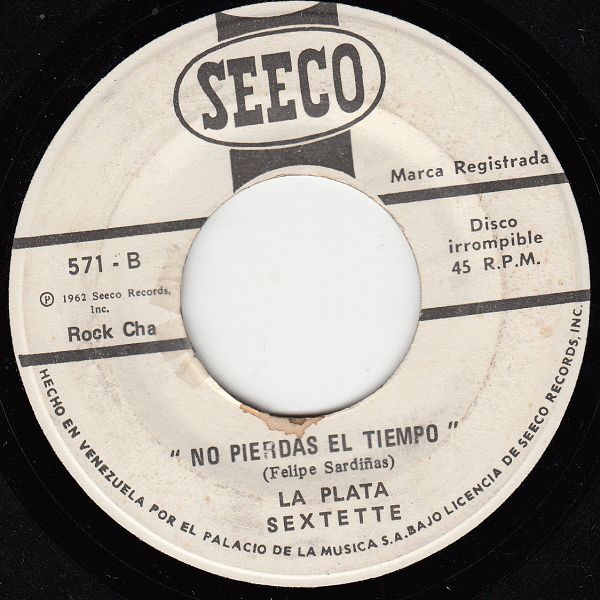 SEECO
Marca Registrada
571 - B
Disco
irrompible
45 R.P.M.
℗ 1962 Seeco Records,
Inc.
Rock Cha
" NO PIERDAS EL TIEMPO "
(Felipe Sardiñas)
LA PLATA
SEXTETTE
HECHO EN VENEZUELA POR EL PALACIO DE LA MUSICA S.A. BAJO LICENCIA DE SEECO RECORDS, INC.